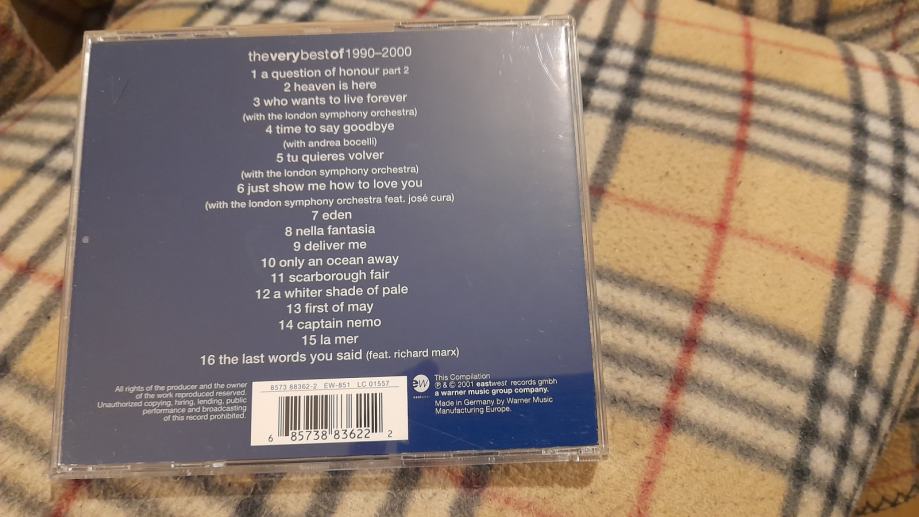 theverybestof1990–2000
1 a question of honour part 2
2 heaven is here
3 who wants to live forever
(with the london symphony orchestra)
4 time to say goodbye
(with andrea bocelli)
5 tu quieres volver
(with the london symphony orchestra)
6 just show me how to love you
(with the london symphony orchestra feat. josé cura)
7 eden
8 nella fantasia
9 deliver me
10 only an ocean away
11 scarborough fair
12 a whiter shade of pale
13 first of may
14 captain nemo
15 la mer
16 the last words you said (feat. richard marx)
All rights of the producer and the owner
of the work reproduced reserved.
Unauthorized copying, hiring, lending, public
performance and broadcasting
of this record prohibited.
8573 88362-2 EW-851 LC 01557
6 85738 83622 2
ew
eastwest
This Compilation
℗ & © 2001 eastwest records gmbh
a warner music group company.
Made in Germany by Warner Music
Manufacturing Europe.